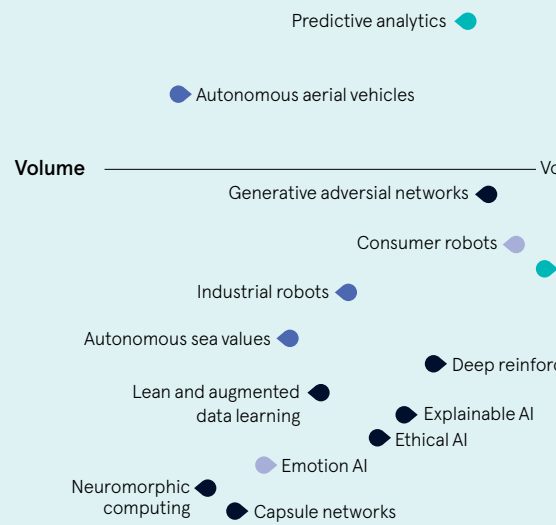 Predictive analytics
Autonomous aerial vehicles
Volume
Generative adversial networks
Consumer robots
Industrial robots
Autonomous sea values
Deep
Lean and augmented
data learning
Explainable AI
Ethical AI
Emotion AI
Neuromorphic
computing
Capsule networks